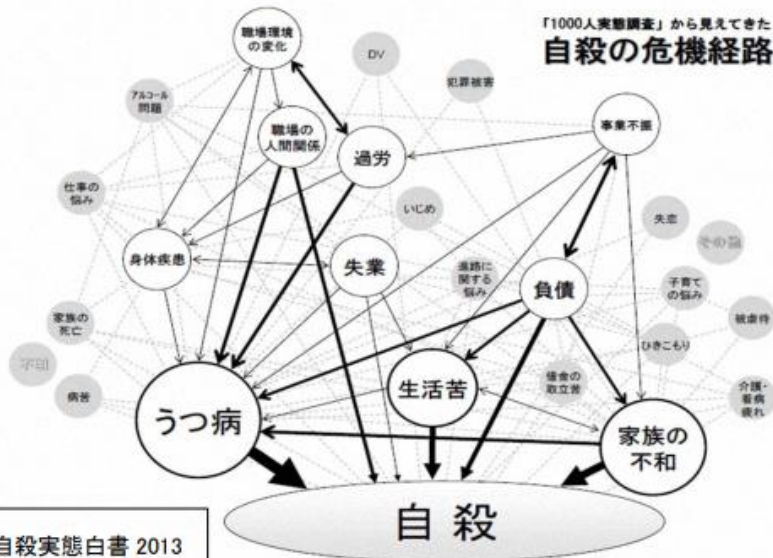 「1000人実態調査」から見えてきた
自殺の危機経路
職場環境
の変化
DV
犯罪被害
アルコール
問題
職場の
人間関係
過労
事業不振
仕事の
悩み
いじめ
失恋
その他
身体疾患
失業
進路に
関する
悩み
負債
子育て
の悩み
家族の
死亡
被虐待
ひきこもり
不明
病苦
うつ病
生活苦
借金の
取立苦
介護・
看病
疲れ
家族の
不和
自殺
自殺実態白書 2013